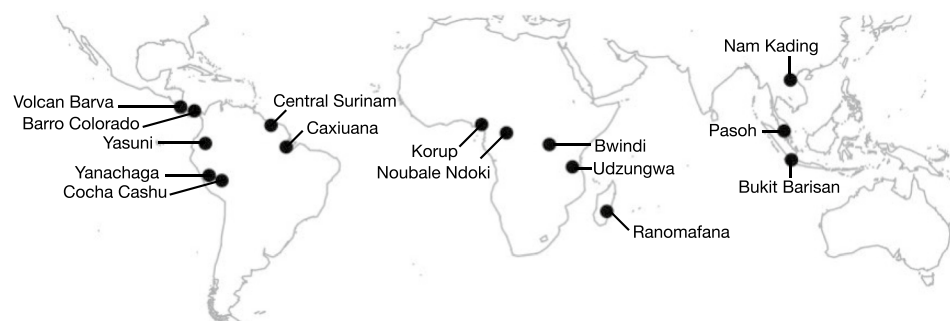 Nam Kading
Volcan Barva
Central Surinam
Barro Colorado
Caxiuana
Pasoh
Yasuni
Korup
Bwindi
Noubale Ndoki
Udzungwa
Yanachaga
Cocha Cashu
Bukit Barisan
Ranomafana